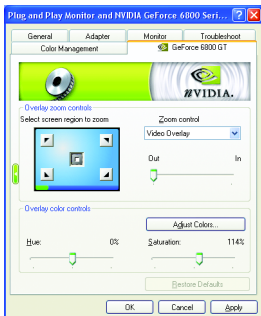 Plug and Play Monitor and NVIDIA GeForce 6800 Seri...
General
Adapter
Monitor
Troubleshoot
Color Management
GeForce 6800 GT
NVIDIA.
Overlay zoom controls
Select screen region to zoom
Zoom control
Video Overlay
Out
In
Overlay color controls
Adjust Colors...
Hue:
0%
Saturation:
114%
Restore Defaults
OK
Cancel
Apply